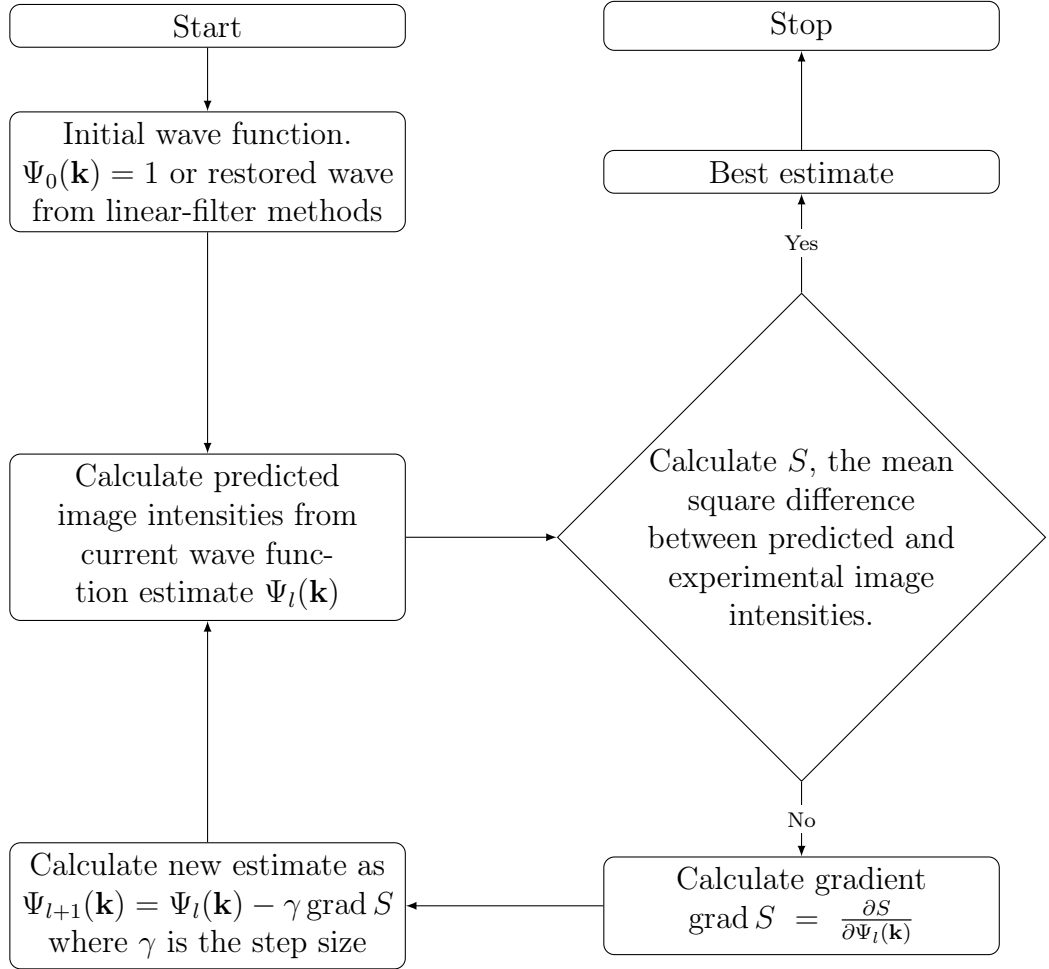 Start
Initial wave function.
Ψ₀(𝐤) = 1 or restored wave
from linear-filter methods
Calculate predicted
image intensities from
current wave func-
tion estimate Ψₗ(𝐤)
Calculate S, the mean
square difference
between predicted and
experimental image
intensities.
Yes
Best estimate
Stop
No
Calculate gradient
grad S = ∂S/∂Ψₗ(𝐤)
Calculate new estimate as
Ψₗ₊₁(𝐤) = Ψₗ(𝐤) − γ grad S
where γ is the step size